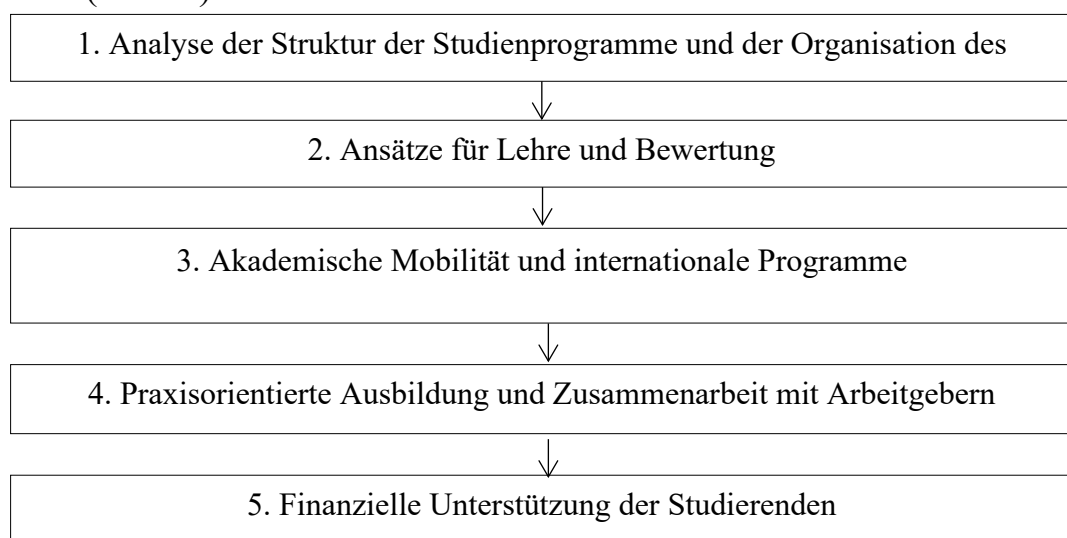 1. Analyse der Struktur der Studienprogramme und der Organisation des
2. Ansätze für Lehre und Bewertung
3. Akademische Mobilität und internationale Programme
4. Praxisorientierte Ausbildung und Zusammenarbeit mit Arbeitgebern
5. Finanzielle Unterstützung der Studierenden